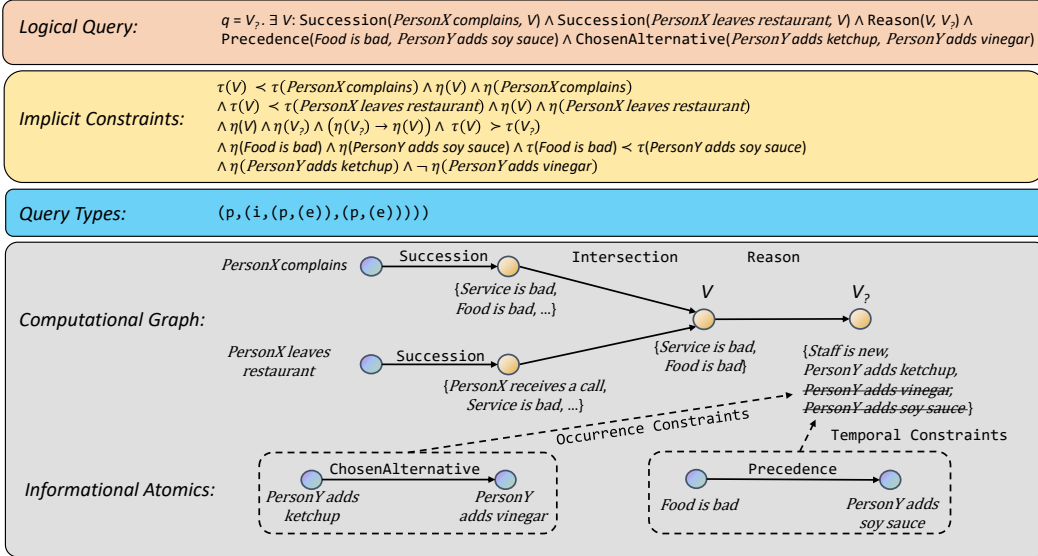 Logical Query:
q = V?. ∃ V: Succession(PersonX complains, V) ∧ Succession(PersonX leaves restaurant, V) ∧ Reason(V, V?) ∧
Precedence(Food is bad, PersonY adds soy sauce) ∧ ChosenAlternative(PersonY adds ketchup, PersonY adds vinegar)
Implicit Constraints:
τ(V) ≺ τ(PersonX complains) ∧ η(V) ∧ η(PersonX complains)
∧ τ(V) ≺ τ(PersonX leaves restaurant) ∧ η(V) ∧ η(PersonX leaves restaurant)
∧ η(V) ∧ η(V?) ∧ (η(V?) → η(V)) ∧ τ(V) ≻ τ(V?)
∧ η(Food is bad) ∧ η(PersonY adds soy sauce) ∧ τ(Food is bad) ≺ τ(PersonY adds soy sauce)
∧ η(PersonY adds ketchup) ∧ ¬ η(PersonY adds vinegar)
Query Types:
(p,(i,(p,(e)),(p,(e)))))
Computational Graph:
PersonX complains
Succession
Intersection
Reason
{Service is bad,
Food is bad, ...}
V
V?
PersonX leaves
restaurant
Succession
{PersonX receives a call,
Service is bad, ...}
{Service is bad,
Food is bad}
{Staff is new,
PersonY adds ketchup,
PersonY adds vinegar,
PersonY adds soy sauce}
Occurrence Constraints
Temporal Constraints
Informational Atomics:
ChosenAlternative
PersonY adds
ketchup
PersonY
adds vinegar
Precedence
Food is bad
PersonY adds
soy sauce